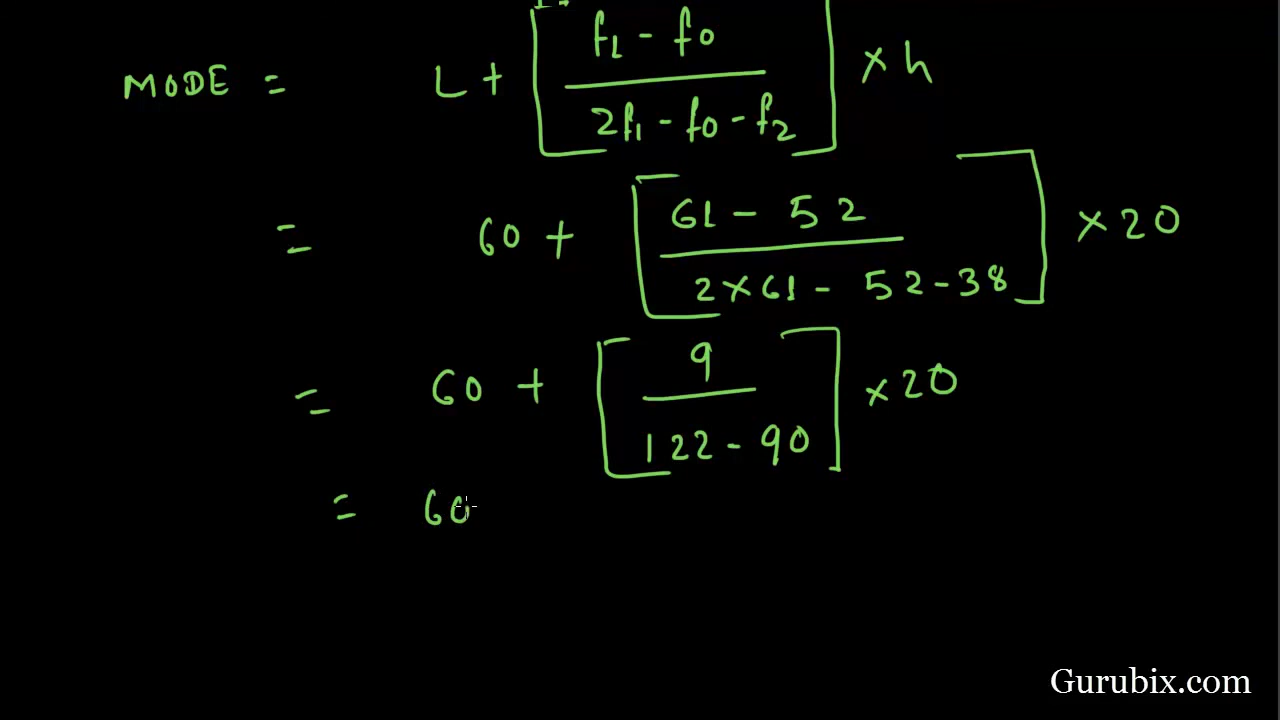 MODE = L + [ f1 - f0 / 2f1 - f0 - f2 ] × h
= 60 + [ 61 - 52 / 2×61 - 52 - 38 ] × 20
= 60 + [ 9 / 122 - 90 ] × 20
= 60
Gurubix.com